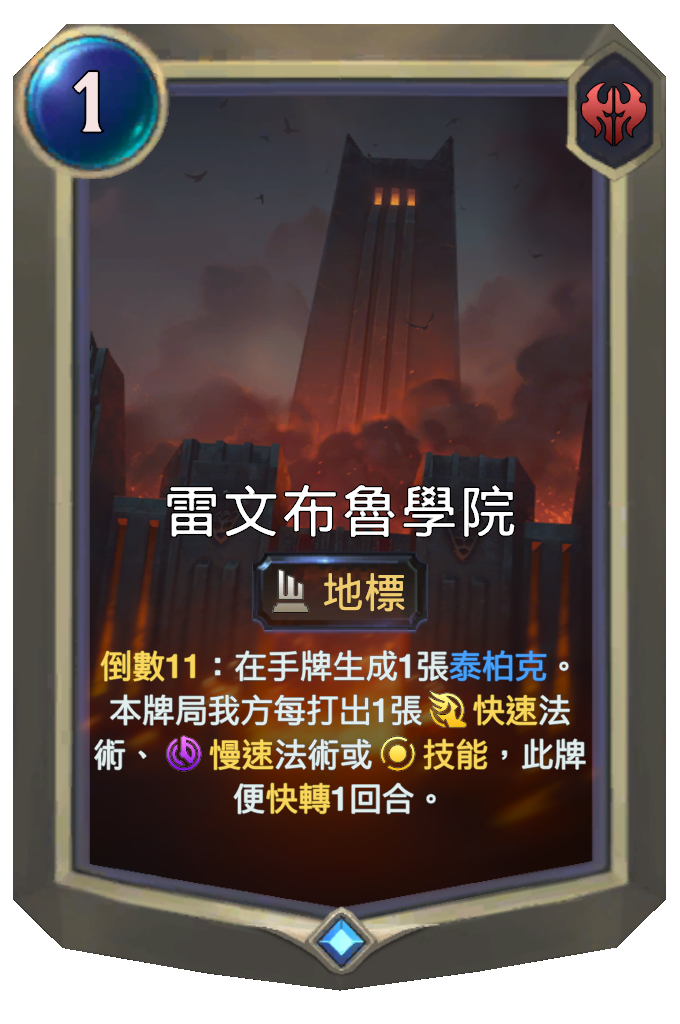 1
雷文布魯學院
地標
倒數11：在手牌生成1張泰柏克。
本牌局我方每打出1張 快速法
術、 慢速法術或 技能，此牌
便快轉1回合。